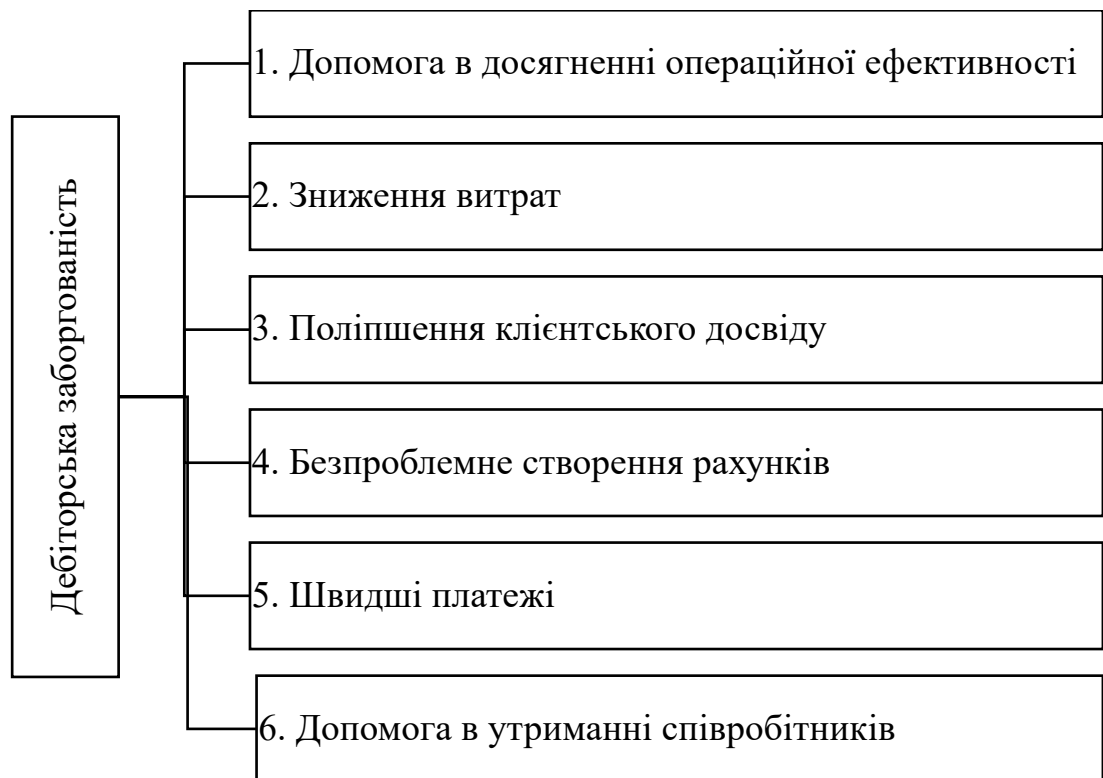 Дебіторська заборгованість
1. Допомога в досягненні операційної ефективності
2. Зниження витрат
3. Поліпшення клієнтського досвіду
4. Безпроблемне створення рахунків
5. Швидші платежі
6. Допомога в утриманні співробітників